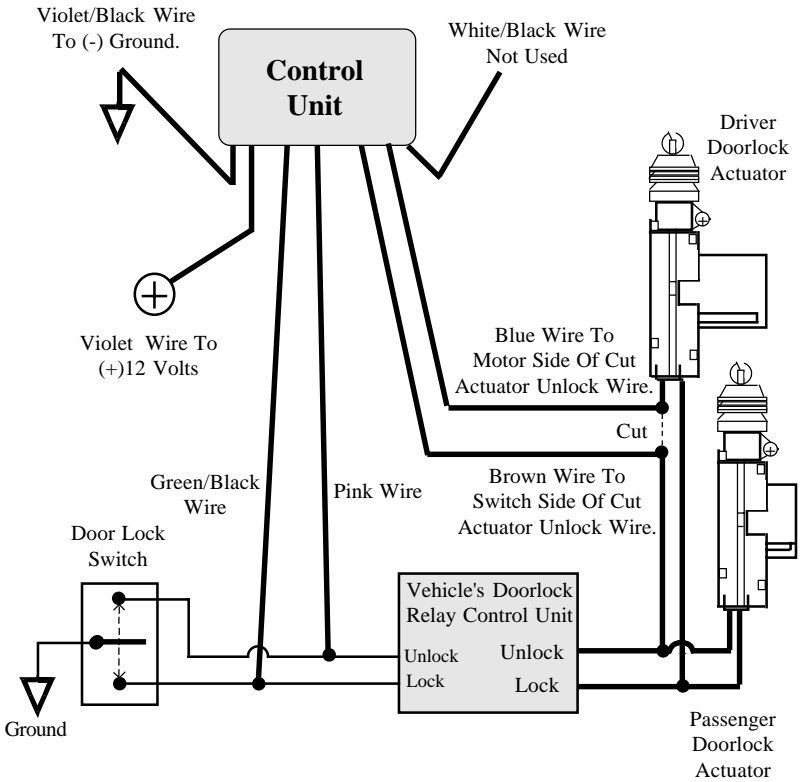 Violet/Black Wire
To (-) Ground.
Control
Unit
White/Black Wire
Not Used
Driver
Doorlock
Actuator
Violet Wire To
(+)12 Volts
Blue Wire To
Motor Side Of Cut
Actuator Unlock Wire.
Cut
Brown Wire To
Switch Side Of Cut
Actuator Unlock Wire.
Green/Black
Wire
Pink Wire
Door Lock
Switch
Vehicle's Doorlock
Relay Control Unit
Unlock
Lock
Unlock
Lock
Ground
Passenger
Doorlock
Actuator